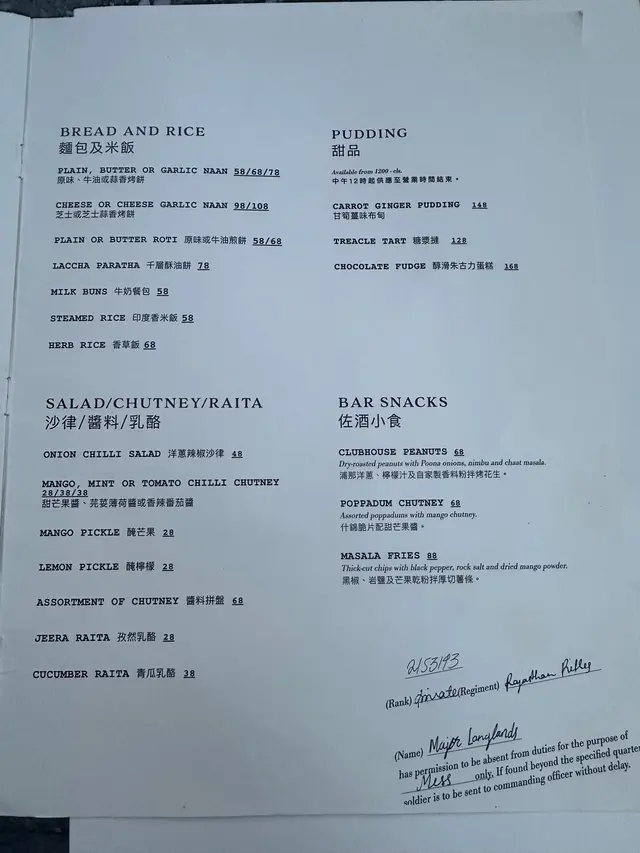 BREAD AND RICE
麵包及米飯
PLAIN, BUTTER OR GARLIC NAAN 58/68/78
原味、牛油或蒜香烤餅
CHEESE OR CHEESE GARLIC NAAN 98/108
芝士或芝士蒜香烤餅
PLAIN OR BUTTER ROTI 原味或牛油煎餅 58/68
LACCHA PARATHA 千層酥油餅 78
MILK BUNS 牛奶餐包 58
STEAMED RICE 印度香米飯 58
HERB RICE 香草飯 68
SALAD/CHUTNEY/RAITA
沙律/醬料/乳酪
ONION CHILLI SALAD 洋蔥辣椒沙律 48
MANGO, MINT OR TOMATO CHILLI CHUTNEY
28/38/38
甜芒果醬、芫荽薄荷醬或香辣番茄醬
MANGO PICKLE 醃芒果 28
LEMON PICKLE 醃檸檬 28
ASSORTMENT OF CHUTNEY 醬料拼盤 68
JEERA RAITA 孜然乳酪 28
CUCUMBER RAITA 青瓜乳酪 38
PUDDING
甜品
Available from 1200 - cls.
中午12時起供應至營業時間結束。
CARROT GINGER PUDDING 148
甘筍薑味布甸
TREACLE TART 糖漿撻 128
CHOCOLATE FUDGE 醇滑朱古力蛋糕 168
BAR SNACKS
佐酒小食
CLUBHOUSE PEANUTS 68
Dry-roasted peanuts with Poona onions, nimbu and chaat masala.
浦那洋蔥、檸檬汁及自家製香料粉拌烤花生。
POPPADUM CHUTNEY 68
Assorted poppadums with mango chutney.
什錦脆片配甜芒果醬。
MASALA FRIES 88
Thick-cut chips with black pepper, rock salt and dried mango powder.
黑椒、岩鹽及芒果乾粉拌厚切薯條。
2153193
(Rank) Private (Regiment) Rajasthan Rifles
(Name) Major Langlands
has permission to be absent from duties for the purpose of
Mess only. If found beyond the specified quarter
soldier is to be sent to commanding officer without delay.